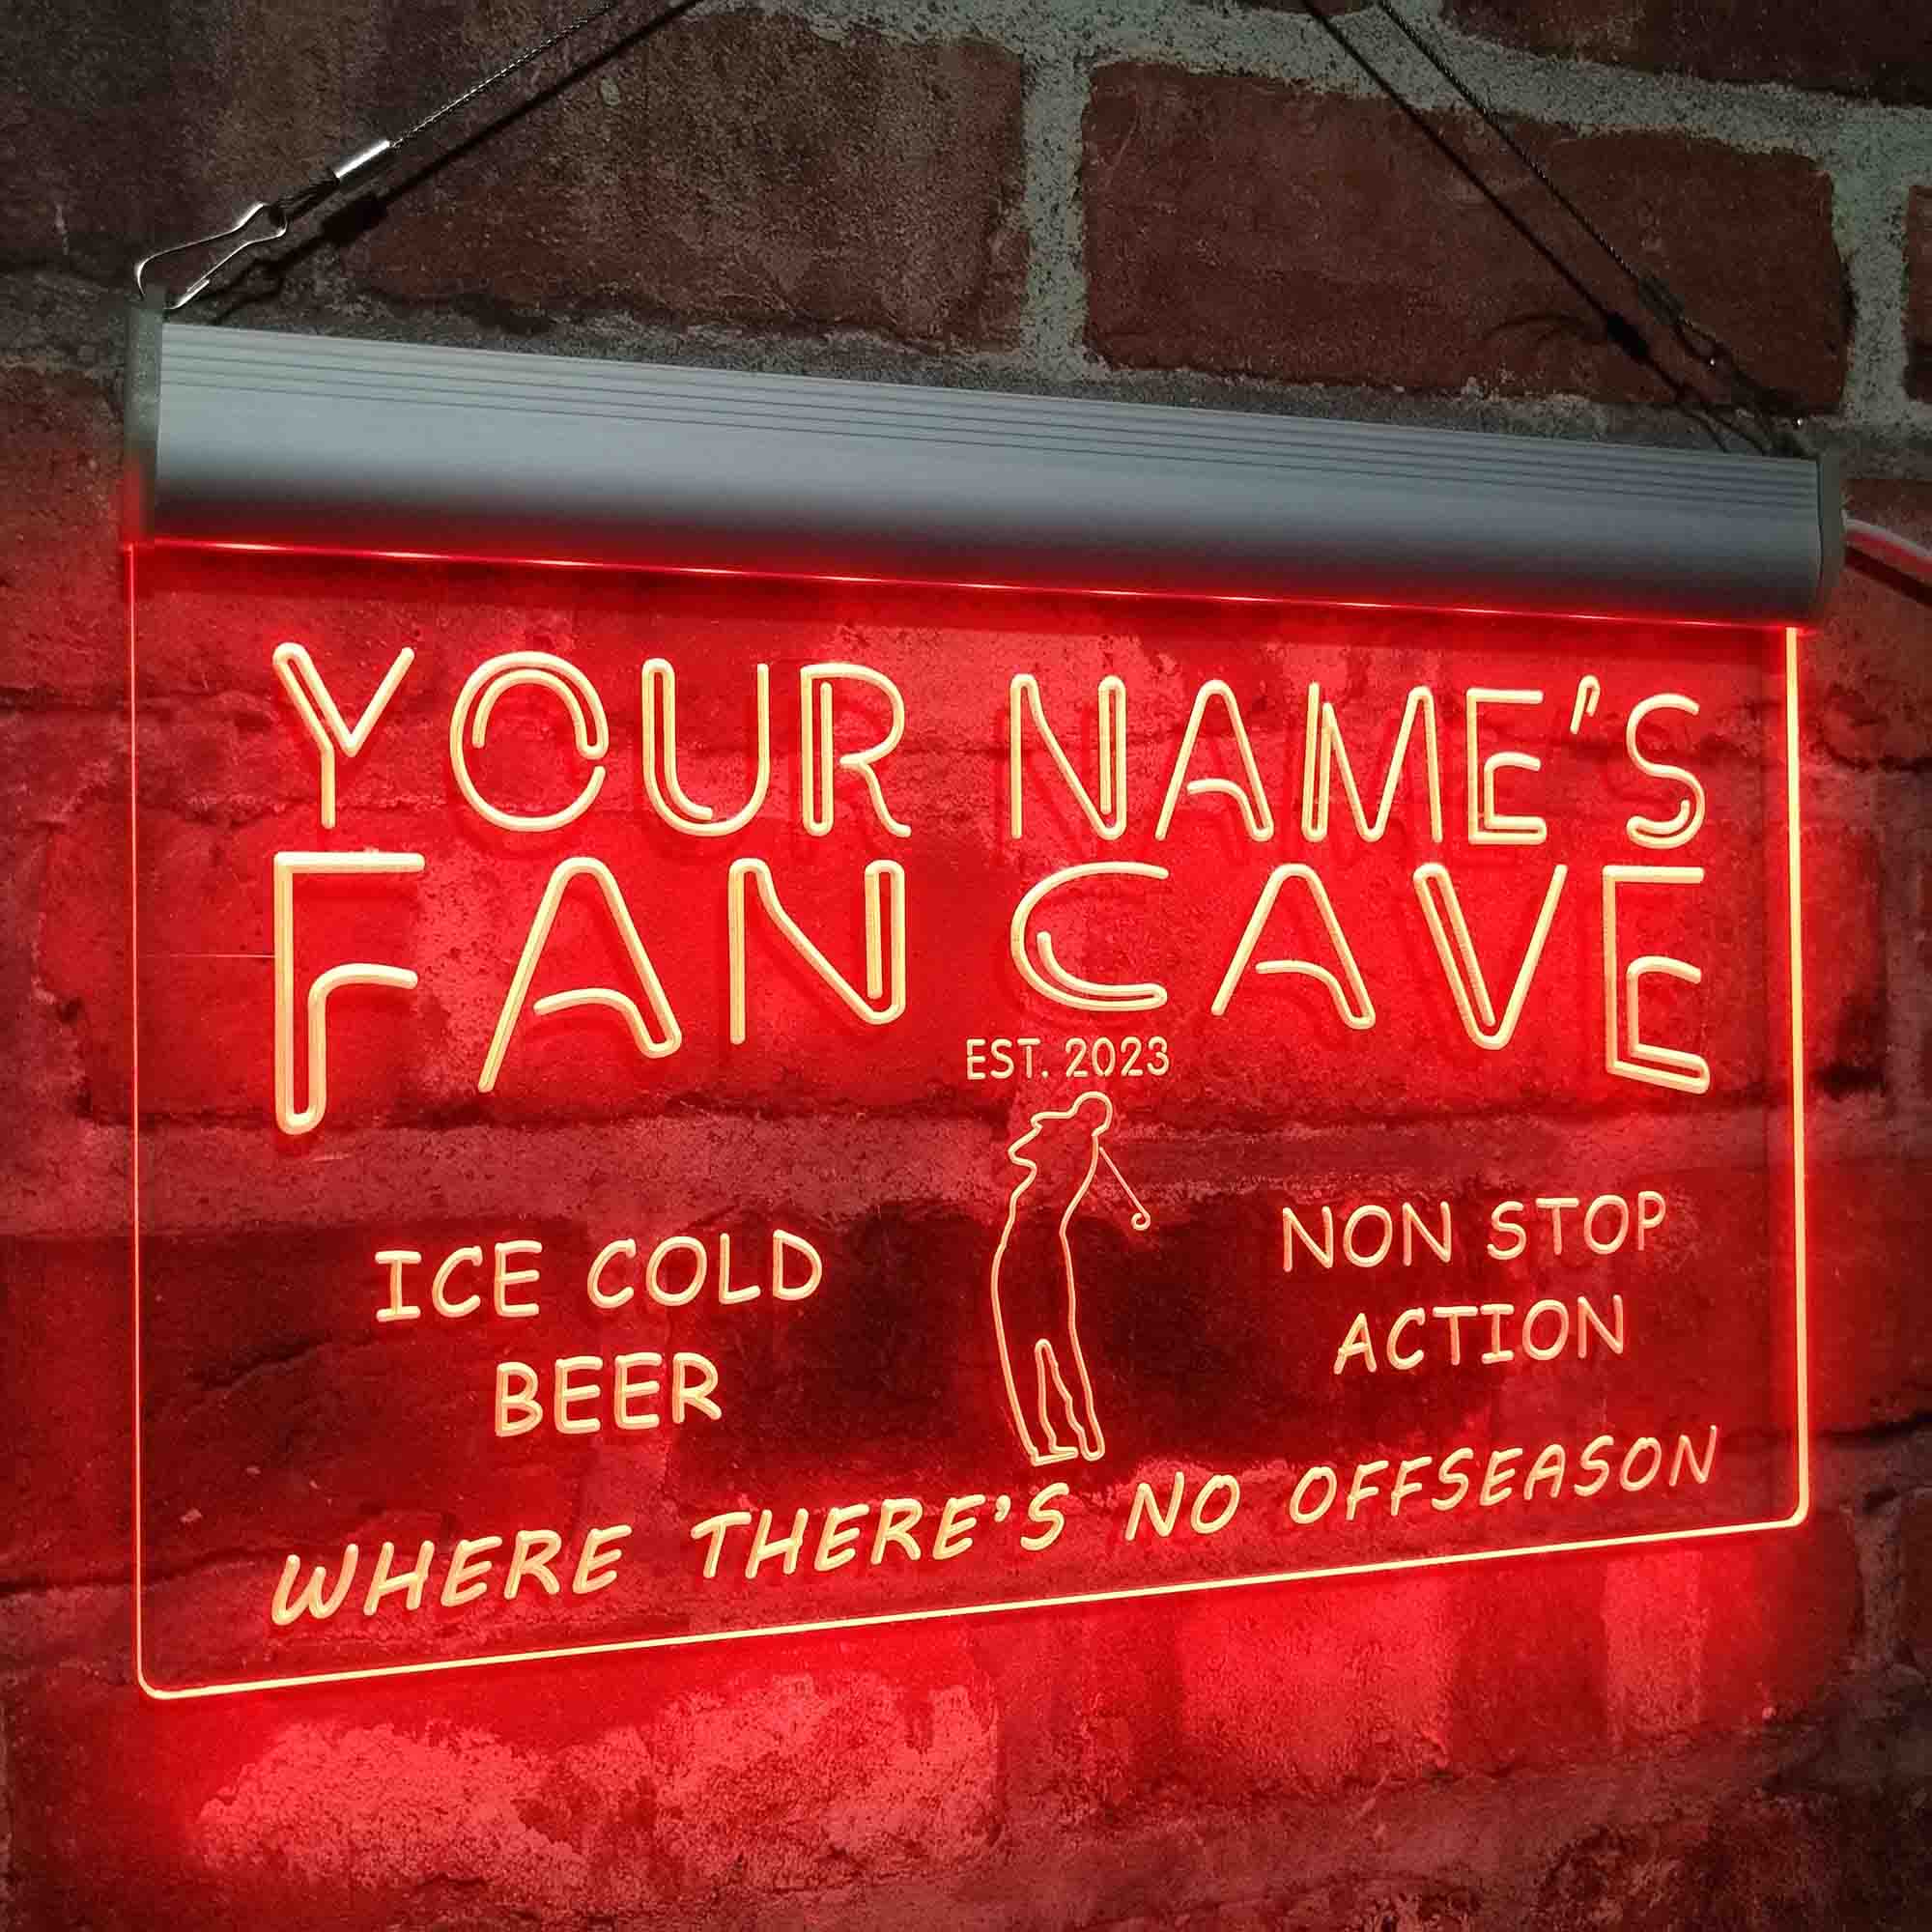 YOUR NAME'S
FAN CAVE
EST. 2023
ICE COLD
BEER
NON STOP
ACTION
WHERE THERE'S NO OFFSEASON